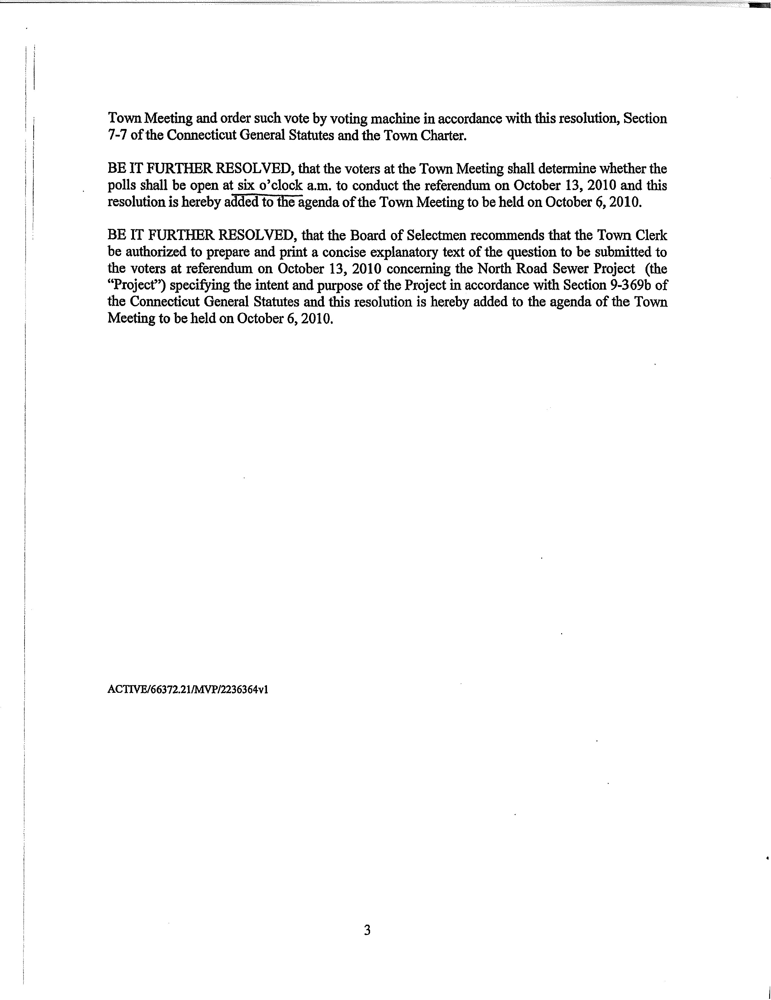 Town Meeting and order such vote by voting machine in accordance with this resolution, Section
7-7 of the Connecticut General Statutes and the Town Charter.
BE IT FURTHER RESOLVED, that the voters at the Town Meeting shall determine whether the
polls shall be open at six o'clock a.m. to conduct the referendum on October 13, 2010 and this
resolution is hereby added to the agenda of the Town Meeting to be held on October 6, 2010.
BE IT FURTHER RESOLVED, that the Board of Selectmen recommends that the Town Clerk
be authorized to prepare and print a concise explanatory text of the question to be submitted to
the voters at referendum on October 13, 2010 concerning the North Road Sewer Project (the
“Project”) specifying the intent and purpose of the Project in accordance with Section 9-369b of
the Connecticut General Statutes and this resolution is hereby added to the agenda of the Town
Meeting to be held on October 6, 2010.
ACTIVE/66372.21/MVP/2236364v1
3